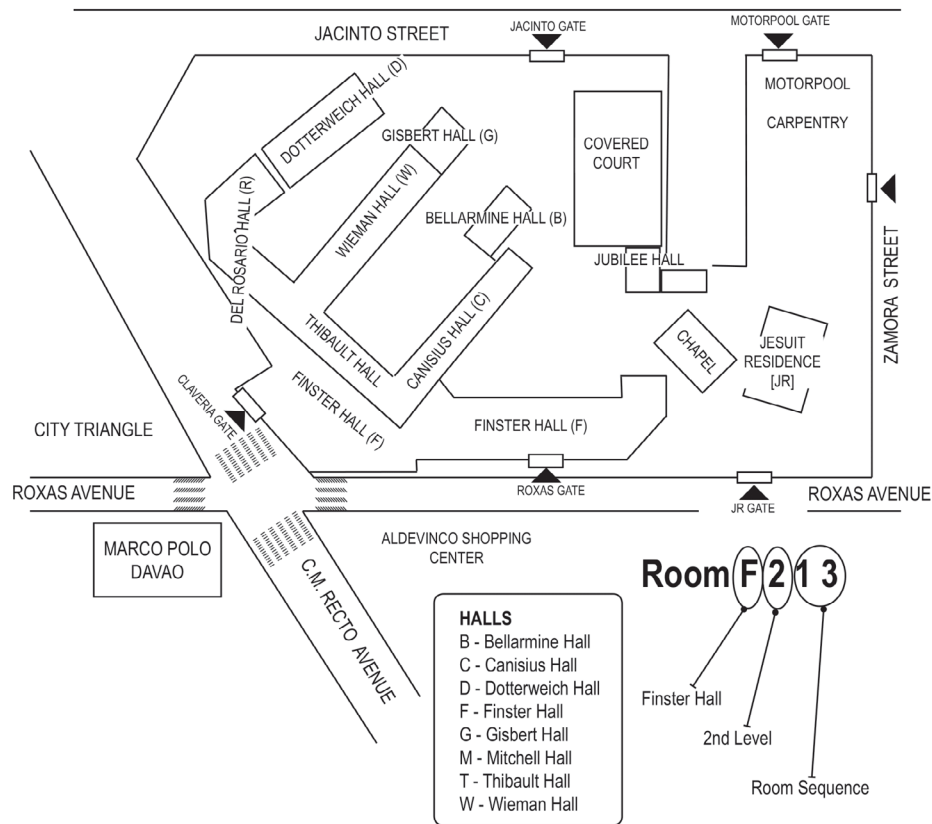 JACINTO STREET
JACINTO GATE
MOTORPOOL GATE
MOTORPOOL
CARPENTRY
DOTTERWEICH HALL (D)
GISBERT HALL (G)
COVERED
COURT
DEL ROSARIO HALL (R)
WIEMAN HALL (W)
BELLARMINE HALL (B)
JUBILEE HALL
ZAMORA STREET
THIBAULT HALL
CANISIUS HALL (C)
CHAPEL
JESUIT
RESIDENCE
[JR]
CLAVERIA GATE
FINSTER HALL (F)
FINSTER HALL (F)
CITY TRIANGLE
ROXAS AVENUE
ROXAS GATE
JR GATE
ROXAS AVENUE
MARCO POLO
DAVAO
C.M. RECTO AVENUE
ALDEVINCO SHOPPING
CENTER
Room F 2 1 3
Finster Hall
2nd Level
Room Sequence
HALLS
B - Bellarmine Hall
C - Canisius Hall
D - Dotterweich Hall
F - Finster Hall
G - Gisbert Hall
M - Mitchell Hall
T - Thibault Hall
W - Wieman Hall